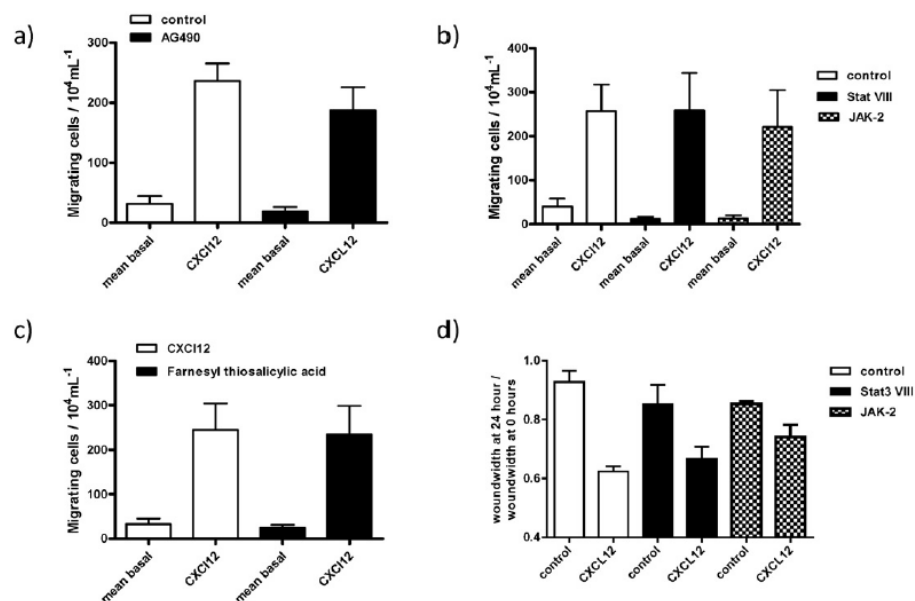 a)
control
AG490
Migrating cells / 10⁴mL⁻¹
300
200
100
0
mean basal
CXCl12
mean basal
CXCL12
b)
control
Stat VIII
JAK-2
Migrating cells / 10⁴mL⁻¹
400
300
200
100
0
mean basal
CXCl12
mean basal
CXCl12
mean basal
CXCl12
c)
CXCl12
Farnesyl thiosalicylic acid
Migrating cells / 10⁴mL⁻¹
400
300
200
100
0
mean basal
CXCl12
mean basal
CXCl12
d)
control
Stat3 VIII
JAK-2
woundwidth at 24 hour /
woundwidth at 0 hours
1.0
0.8
0.6
0.4
control
CXCL12
control
CXCL12
control
CXCL12